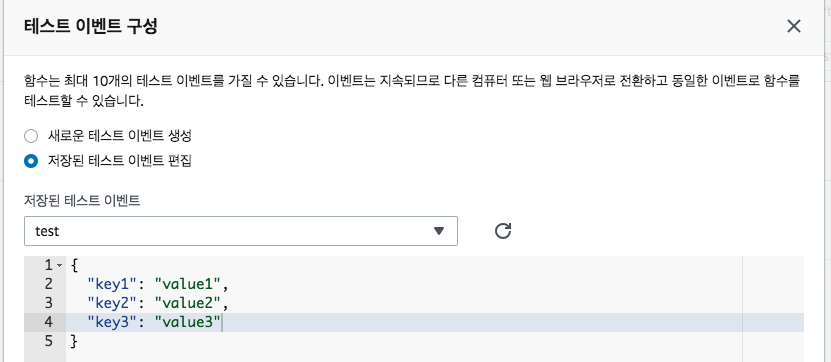 테스트 이벤트 구성
함수는 최대 10개의 테스트 이벤트를 가질 수 있습니다. 이벤트는 지속되므로 다른 컴퓨터 또는 웹 브라우저로 전환하고 동일한 이벤트로 함수를
테스트할 수 있습니다.
새로운 테스트 이벤트 생성
저장된 테스트 이벤트 편집
저장된 테스트 이벤트
test
1 {
2 "key1": "value1",
3 "key2": "value2",
4 "key3": "value3"
5 }